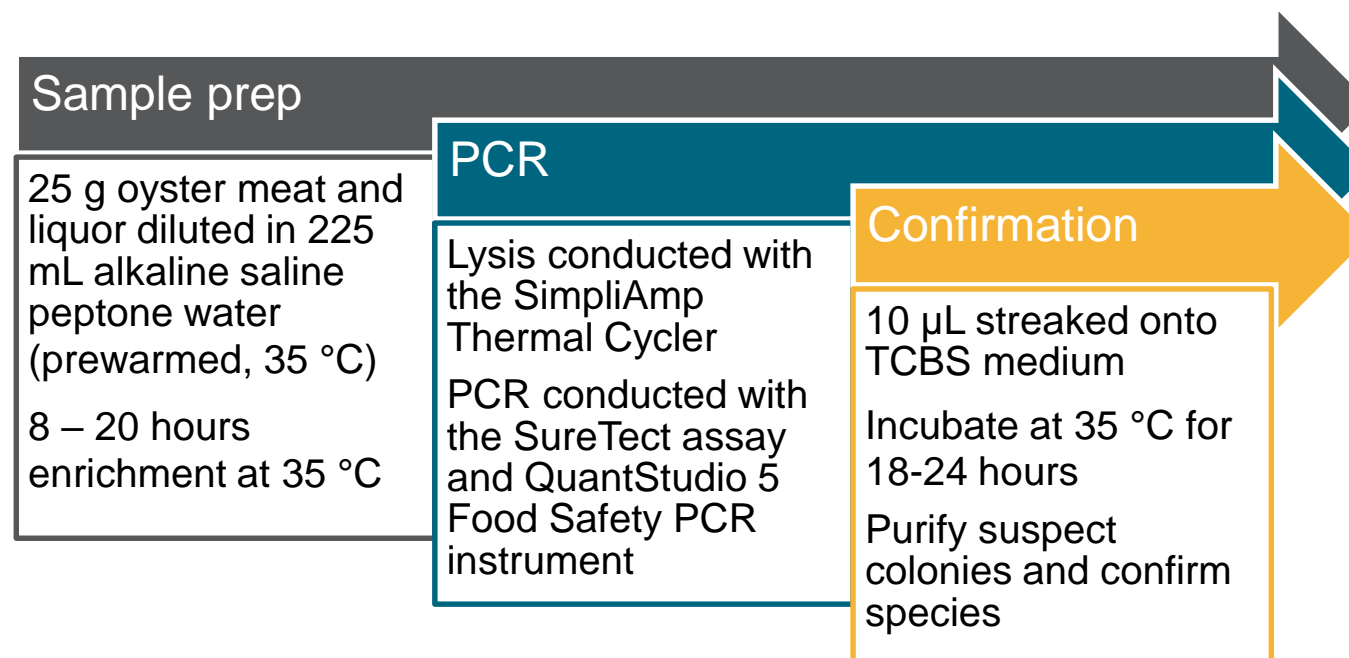 Sample prep
25 g oyster meat and
liquor diluted in 225
mL alkaline saline
peptone water
(prewarmed, 35 °C)
8 – 20 hours
enrichment at 35 °C
PCR
Lysis conducted with
the SimpliAmp
Thermal Cycler
PCR conducted with
the SureTect assay
and QuantStudio 5
Food Safety PCR
instrument
Confirmation
10 µL streaked onto
TCBS medium
Incubate at 35 °C for
18-24 hours
Purify suspect
colonies and confirm
species